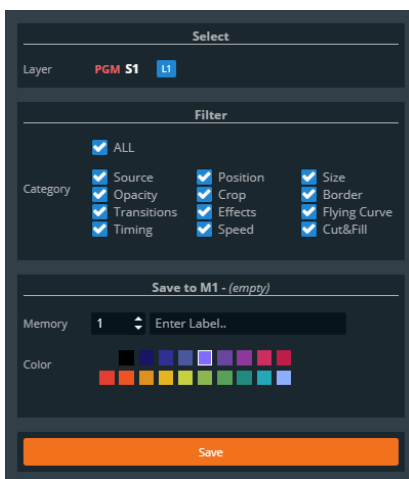 Select
Layer PGM S1 L1
Filter
ALL
Source Position Size
Opacity Crop Border
Category
Transitions Effects Flying Curve
Timing Speed Cut&Fill
Save to M1 - (empty)
Memory 1 Enter Label..
Color
Save